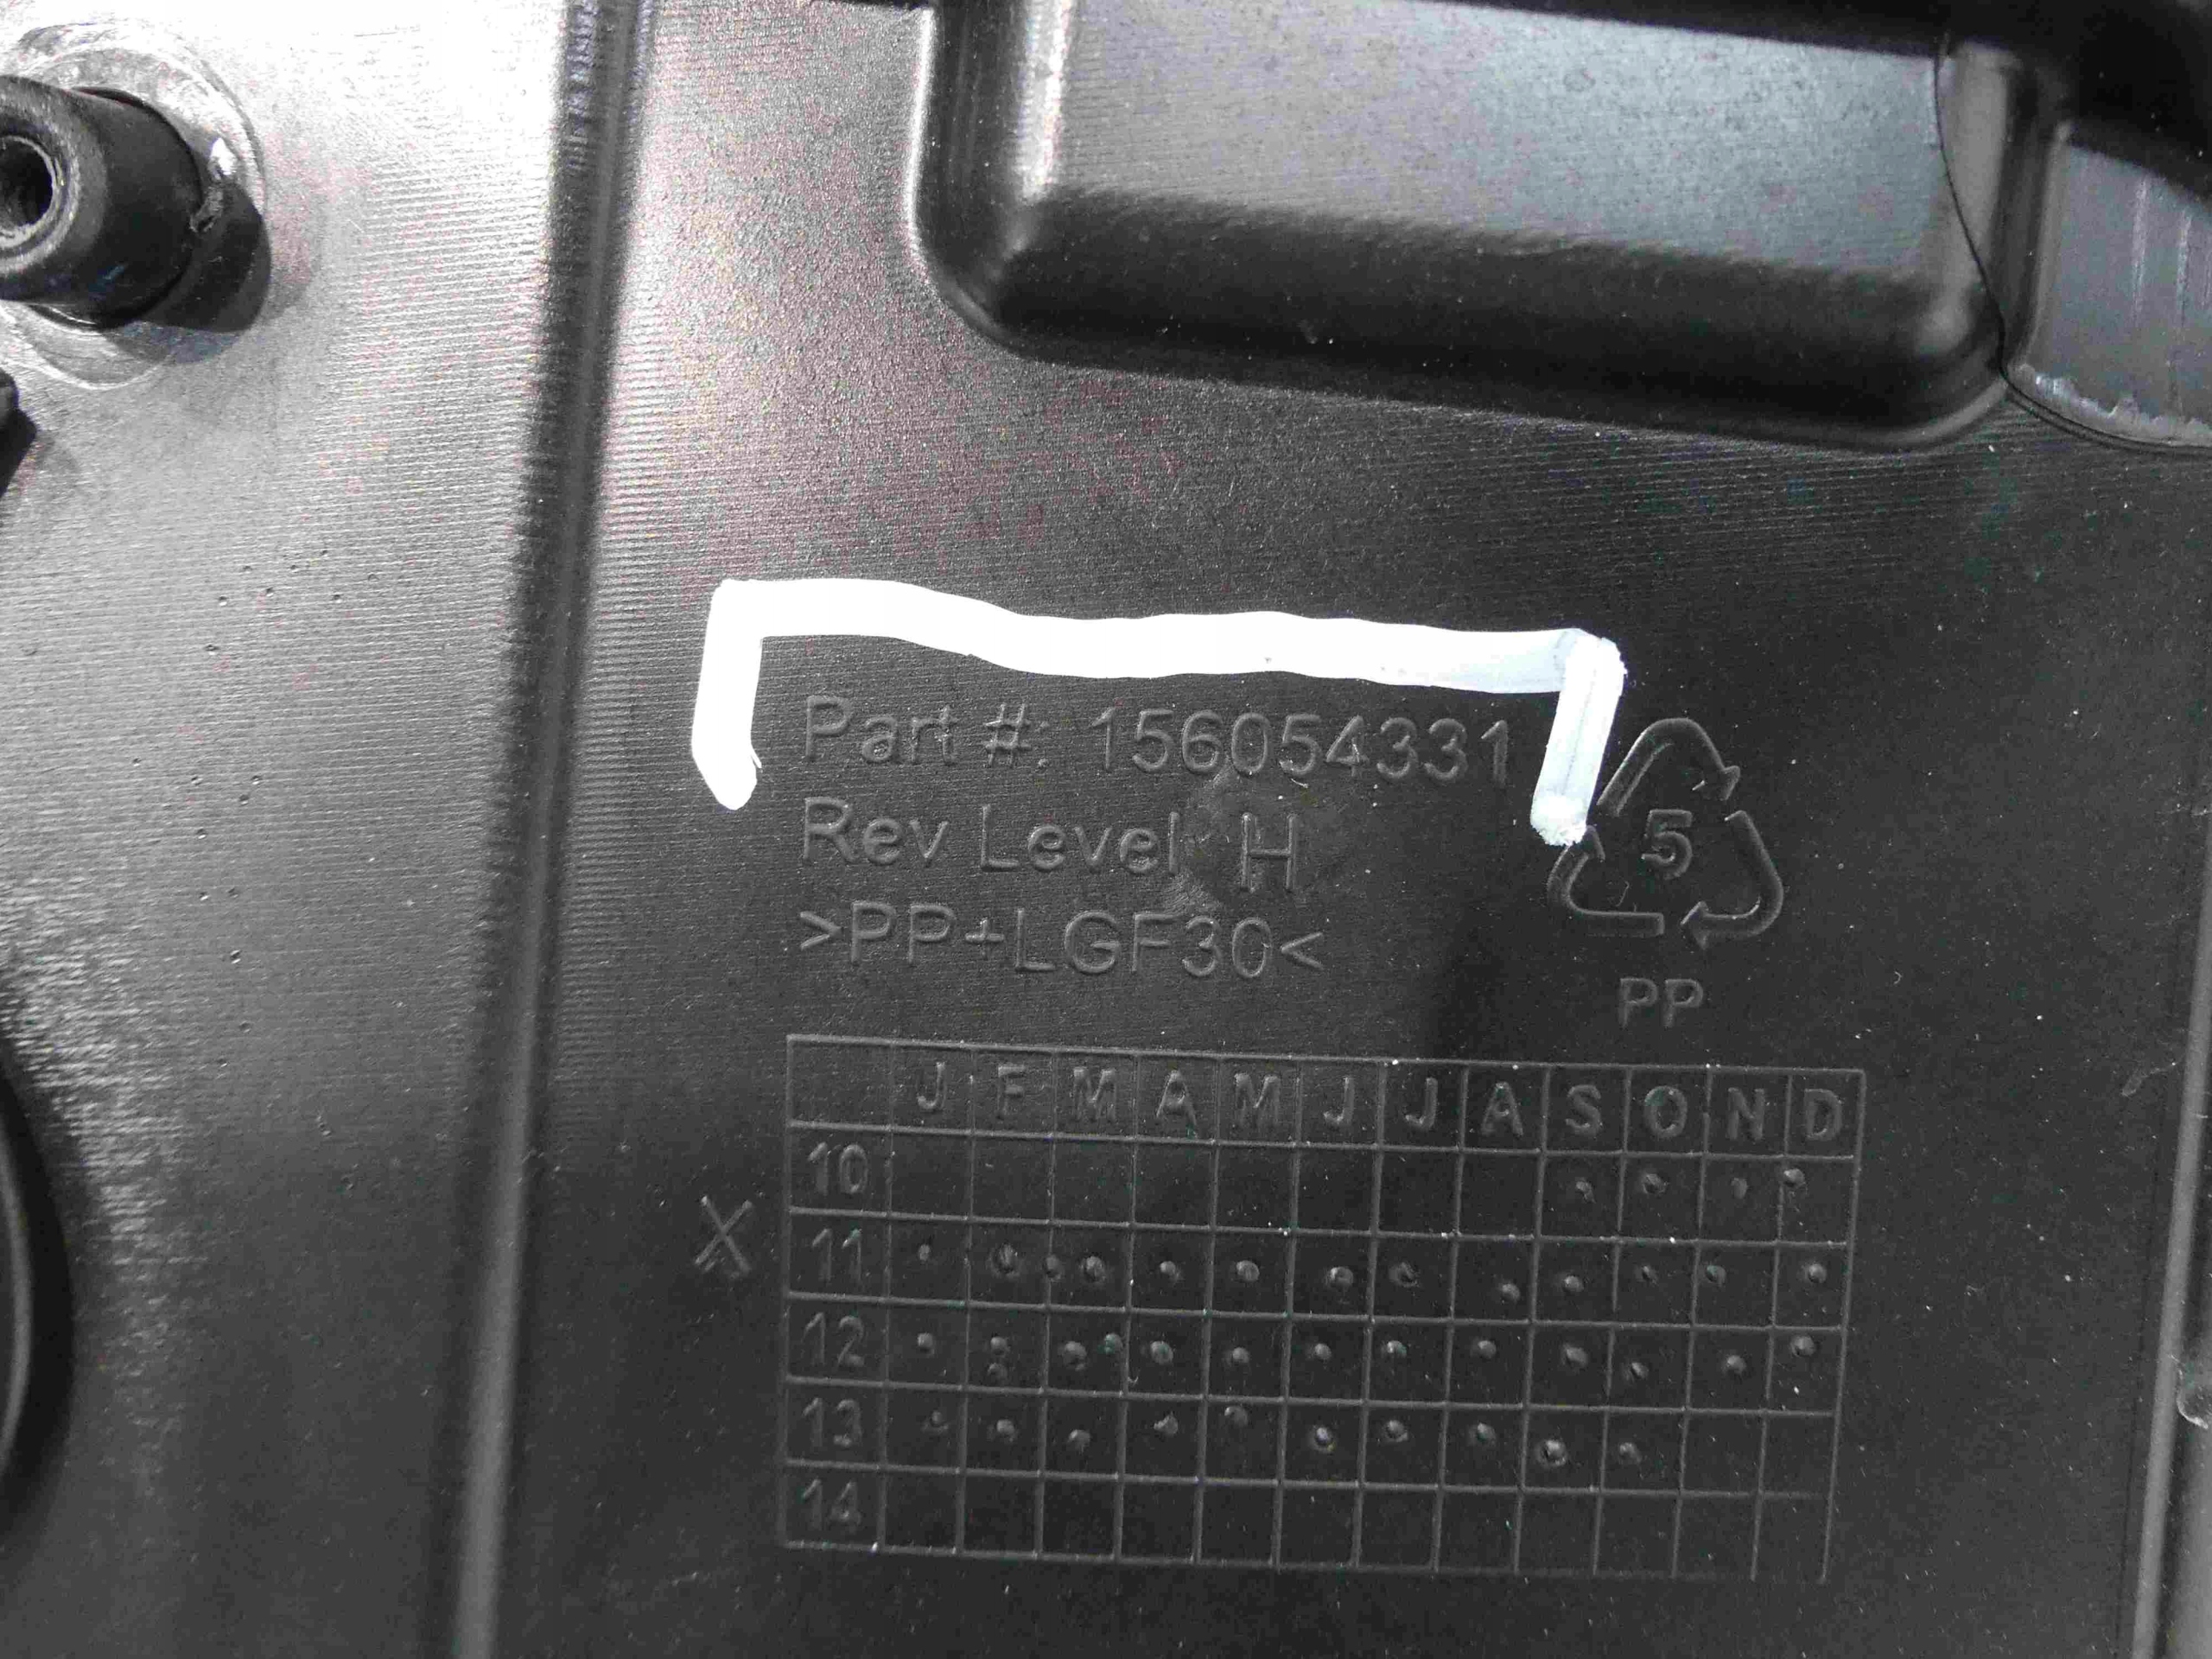 Part #: 156054331
Rev Level H
>PP+LGF30<
5
PP
J F M A M J J A S O N D
10
X
11
12
13
14